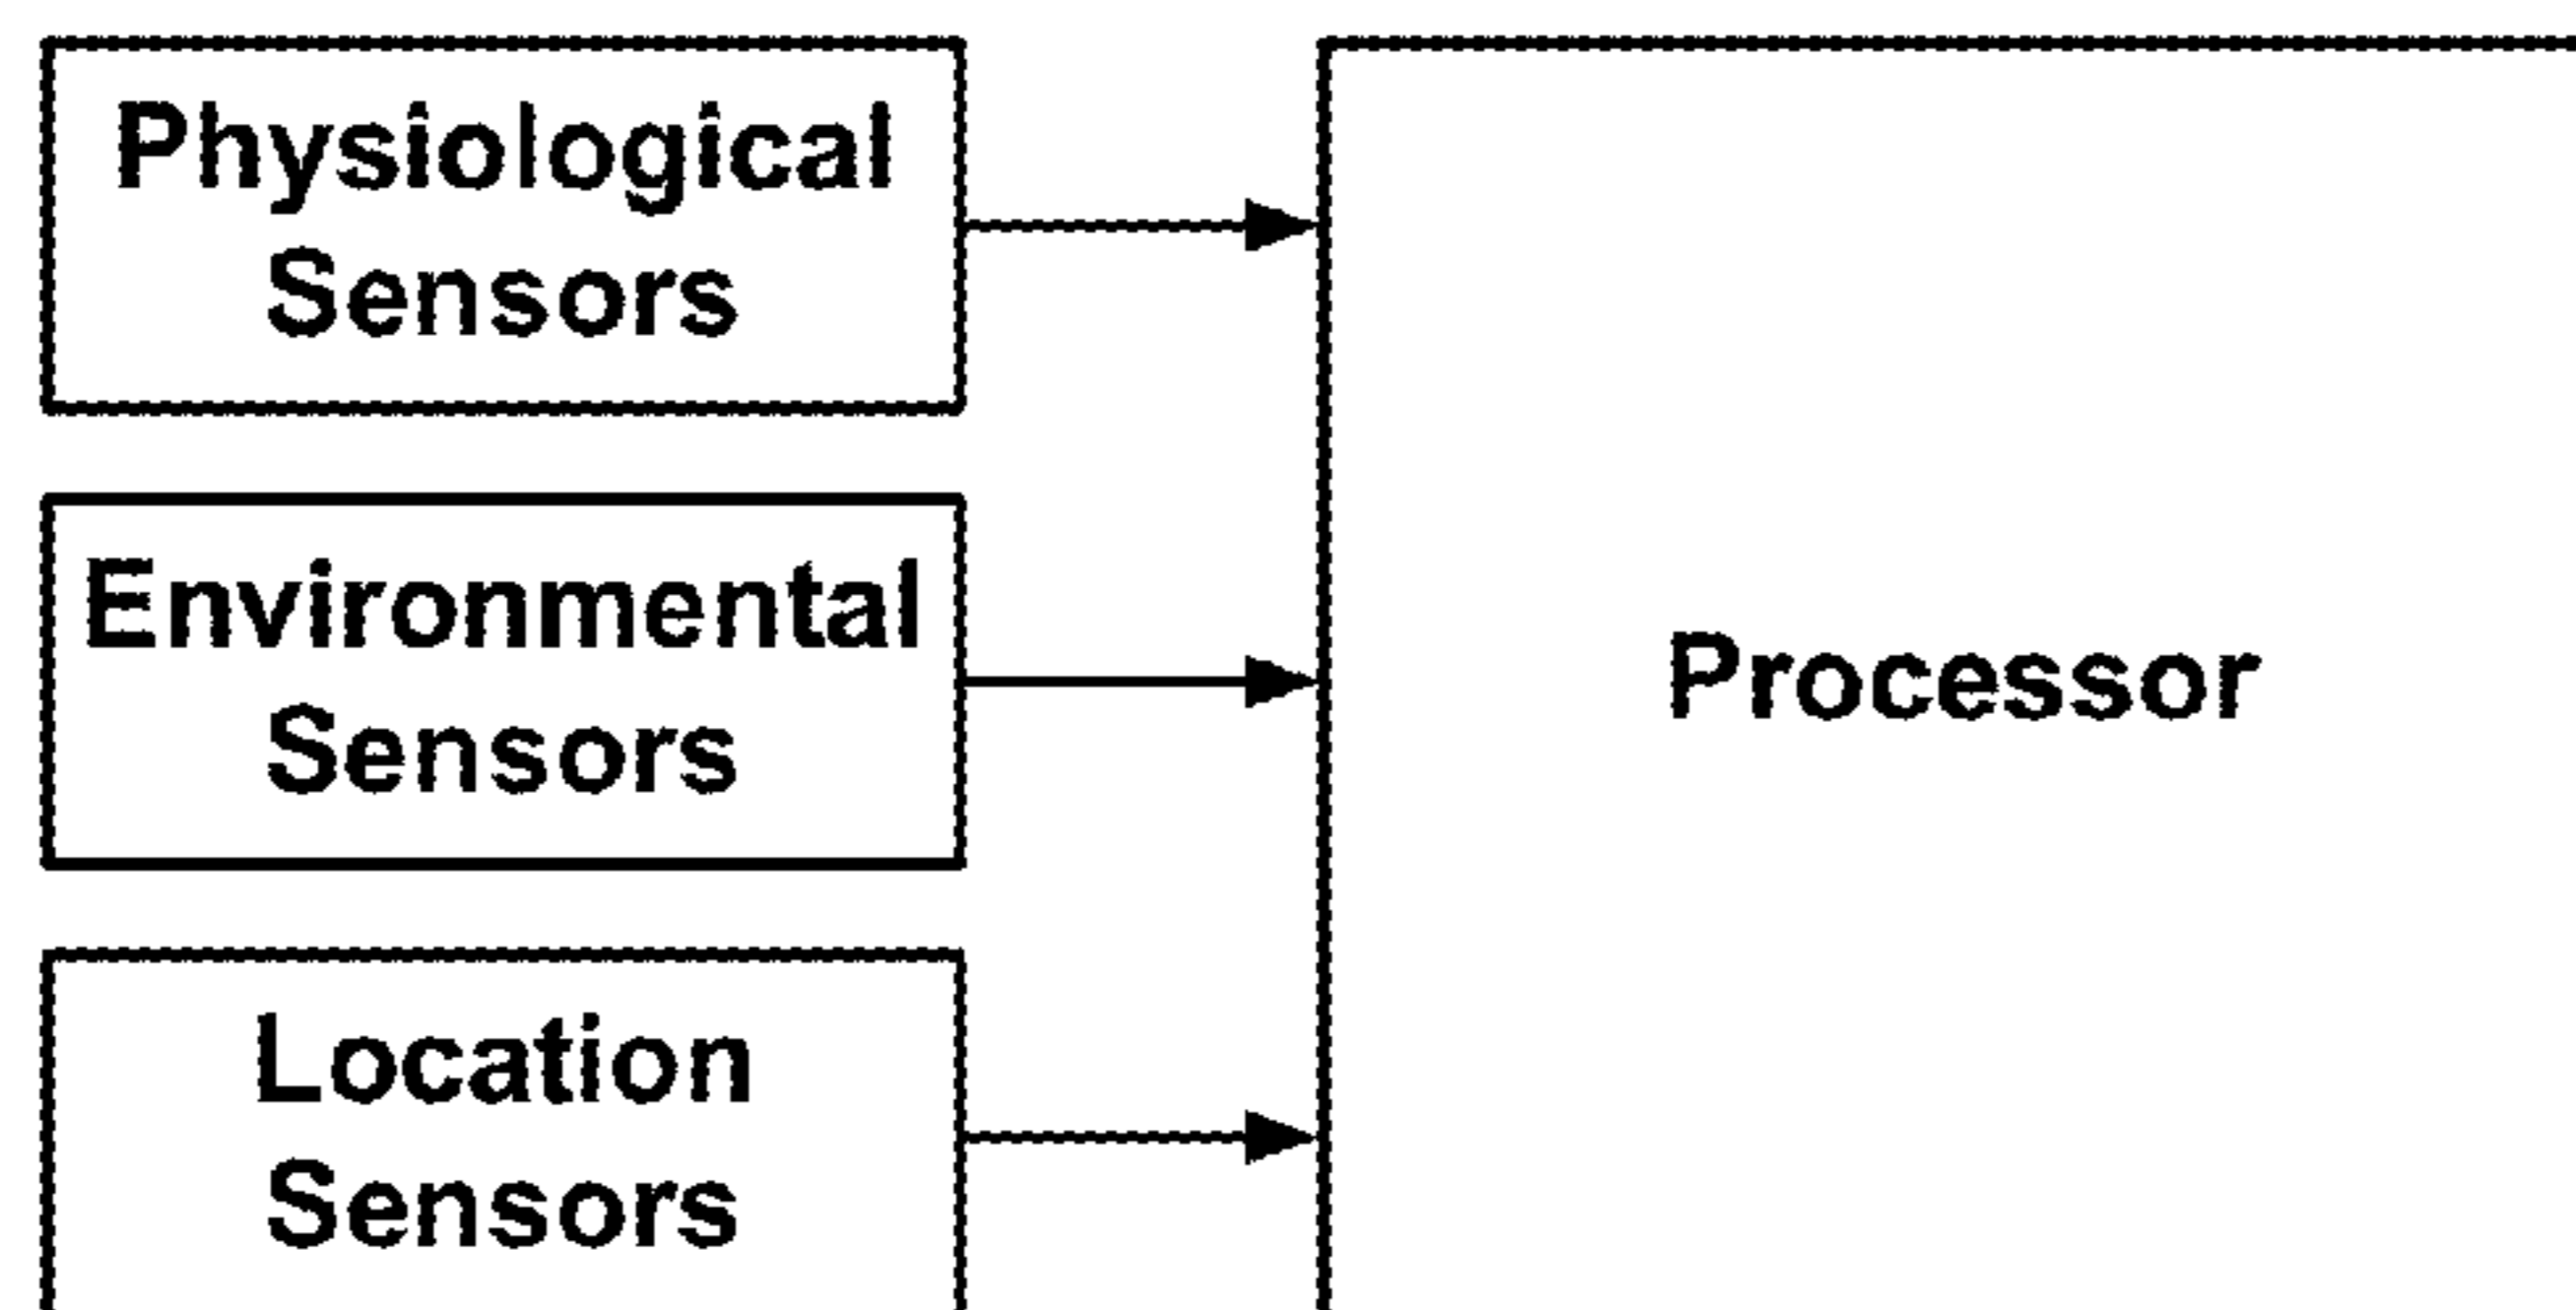 Physiological
Sensors
Environmental
Sensors
Processor
Location
Sensors